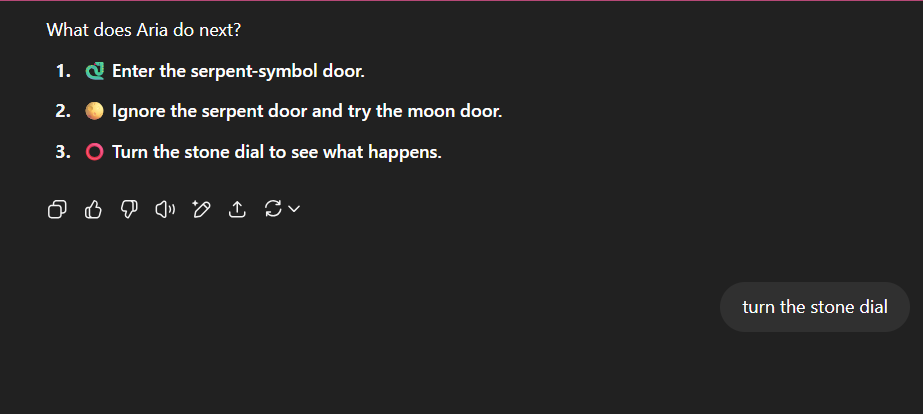 What does Aria do next?
1. Enter the serpent-symbol door.
2. Ignore the serpent door and try the moon door.
3. Turn the stone dial to see what happens.
turn the stone dial